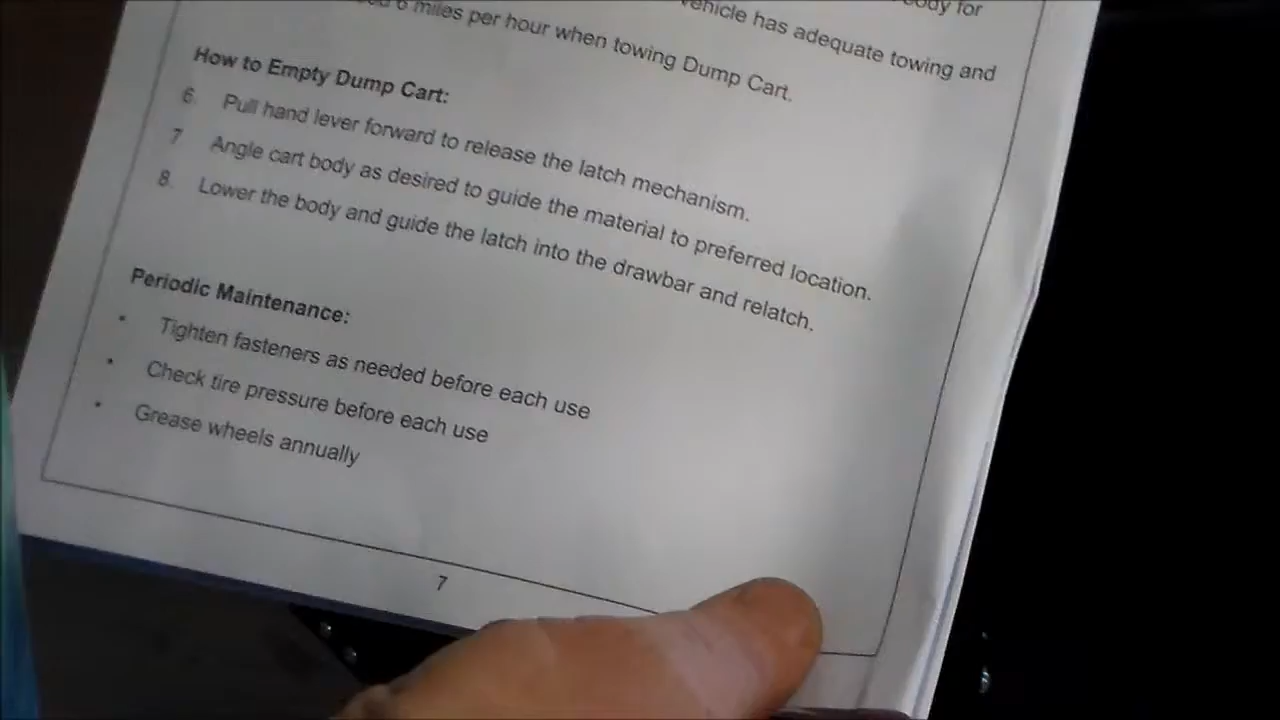 body for
vehicle has adequate towing and
6 miles per hour when towing Dump Cart.
How to Empty Dump Cart:
6. Pull hand lever forward to release the latch mechanism.
7 Angle cart body as desired to guide the material to preferred location.
8. Lower the body and guide the latch into the drawbar and relatch.
Periodic Maintenance:
• Tighten fasteners as needed before each use
• Check tire pressure before each use
• Grease wheels annually
7